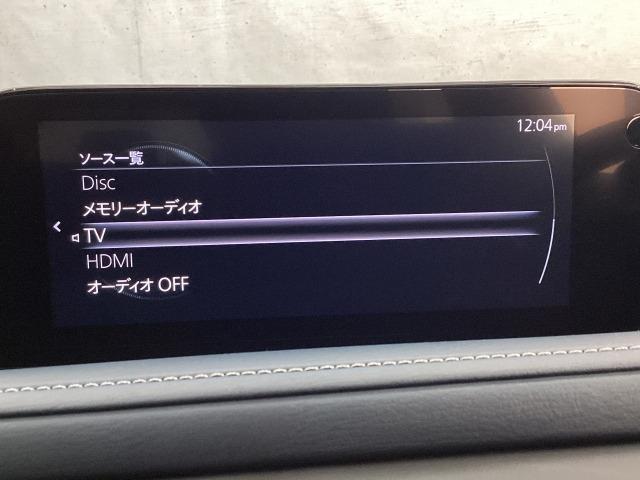 12:04pm
ソース一覧
Disc
メモリーオーディオ
TV
HDMI
オーディオ OFF